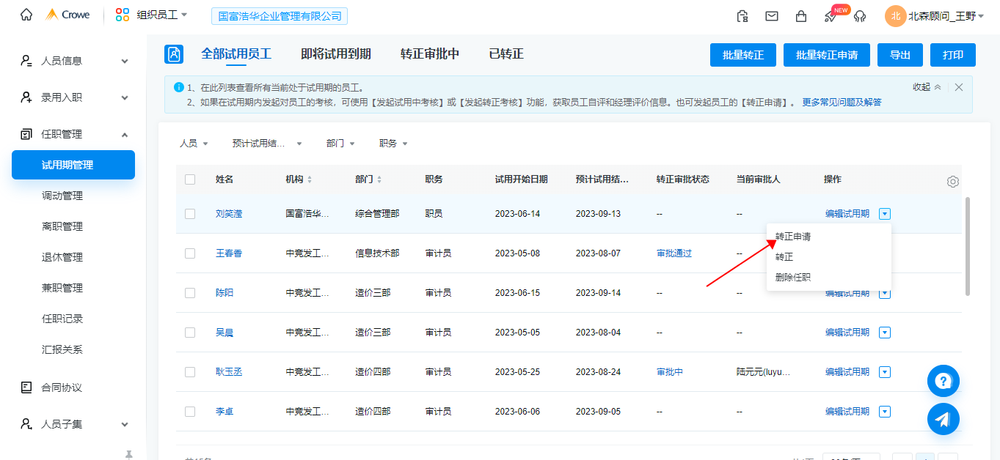 Crowe 组织员工 国富浩华企业管理有限公司 NEW 北 北森顾问_王野
人员信息
录用入职
任职管理
试用期管理
调动管理
离职管理
退休管理
兼职管理
任职记录
汇报关系
合同协议
人员子集
全部试用员工 即将试用到期 转正审批中 已转正 批量转正 批量转正申请 导出 打印
1、在此列表查看所有当前处于试用期的员工。 收起
2、如果在试用期内发起对员工的考核，可使用【发起试用中考核】或【发起转正考核】功能，获取员工自评和经理评价信息。也可发起员工的【转正申请】。 更多常见问题及解答
人员 预计试用结... 部门 职务
姓名 机构 部门 职务 试用开始日期 预计试用结... 转正审批状态 当前审批人 操作
刘笑滢 国富浩华... 综合管理部 职员 2023-06-14 2023-09-13 -- -- 编辑试用期
转正申请
转正
删除任职
王春香 中竞发工... 信息技术部 审计员 2023-05-08 2023-08-07 审批通过 --
陈阳 中竞发工... 造价三部 审计员 2023-06-15 2023-09-14 -- -- 编辑试用期
吴晨 中竞发工... 造价三部 审计员 2023-05-05 2023-08-04 -- -- 编辑试用期
耿玉丞 中竞发工... 造价四部 审计员 2023-05-25 2023-08-24 审批中 陆元元(luyu... 编辑试用期
李卓 中竞发工... 造价四部 审计员 2023-06-06 2023-09-05 -- -- 编辑试用期